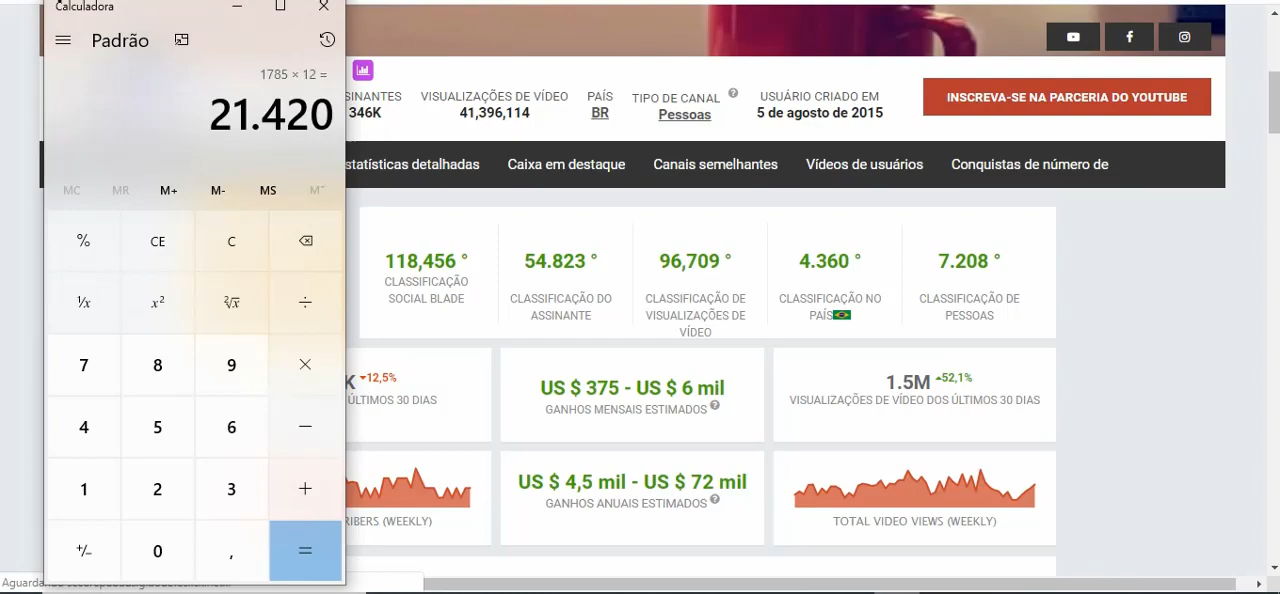 Calculadora
Padrão
1785 × 12 =
21.420
MC MR M+ M- MS
% CE C
1/x x² ²√x ÷
7 8 9 ×
4 5 6 −
1 2 3 +
+/− 0 , =
INANTES
346K
VISUALIZAÇÕES DE VÍDEO
41,396,114
PAÍS
BR
TIPO DE CANAL
Pessoas
USUÁRIO CRIADO EM
5 de agosto de 2015
INSCREVA-SE NA PARCERIA DO YOUTUBE
statísticas detalhadas
Caixa em destaque
Canais semelhantes
Vídeos de usuários
Conquistas de número de
118,456 °
CLASSIFICAÇÃO
SOCIAL BLADE
54.823 °
CLASSIFICAÇÃO DO
ASSINANTE
96,709 °
CLASSIFICAÇÃO DE
VISUALIZAÇÕES DE
VÍDEO
4.360 °
CLASSIFICAÇÃO NO
PAÍS
7.208 °
CLASSIFICAÇÃO DE
PESSOAS
K 12,5%
ÚLTIMOS 30 DIAS
US $ 375 - US $ 6 mil
GANHOS MENSAIS ESTIMADOS
1.5M 52,1%
VISUALIZAÇÕES DE VÍDEO DOS ÚLTIMOS 30 DIAS
RIBERS (WEEKLY)
US $ 4,5 mil - US $ 72 mil
GANHOS ANUAIS ESTIMADOS
TOTAL VIDEO VIEWS (WEEKLY)